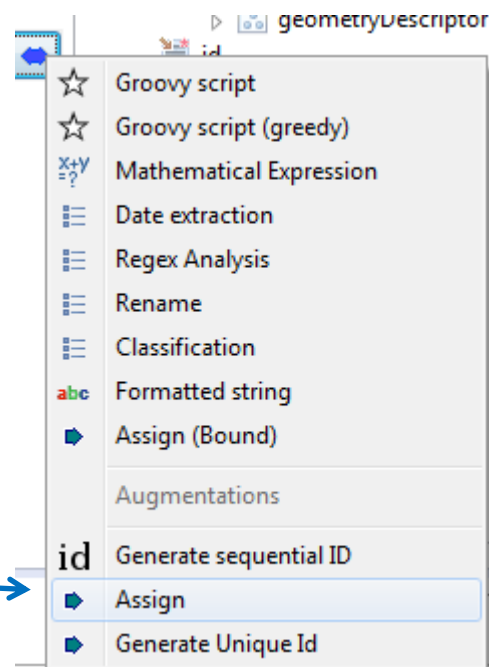 geometryDescriptor
id
Groovy script
Groovy script (greedy)
x+y
=?
Mathematical Expression
Date extraction
Regex Analysis
Rename
Classification
abc Formatted string
Assign (Bound)
Augmentations
id Generate sequential ID
Assign
Generate Unique Id